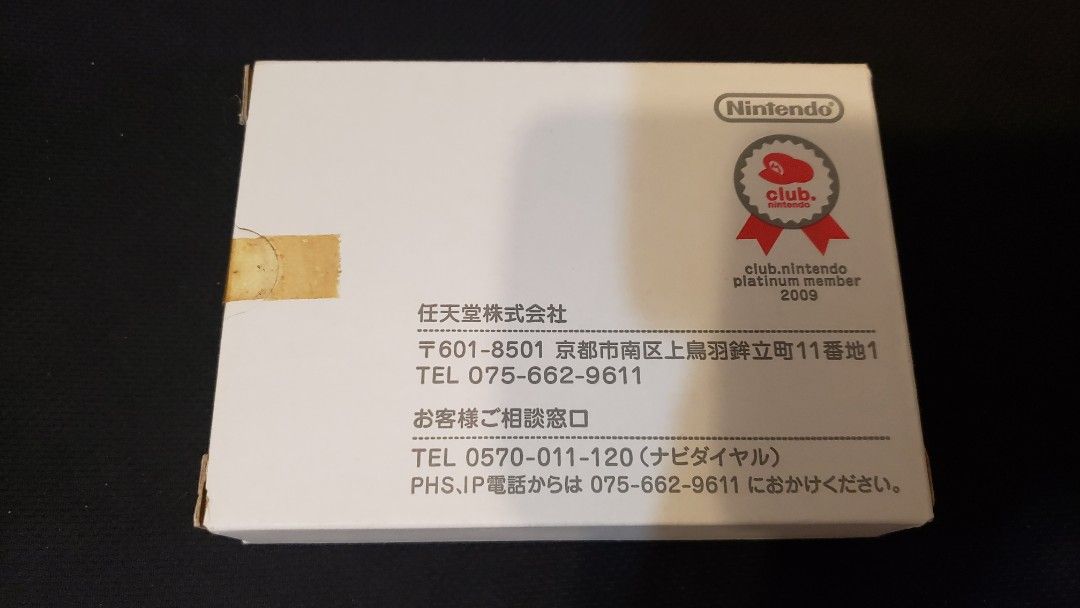 Nintendo®
club.
nintendo
club.nintendo
platinum member
2009
任天堂株式会社
〒601-8501 京都市南区上鳥羽鉾立町11番地1
TEL 075-662-9611
お客様ご相談窓口
TEL 0570-011-120(ナビダイヤル)
PHS、IP電話からは 075-662-9611 におかけください。